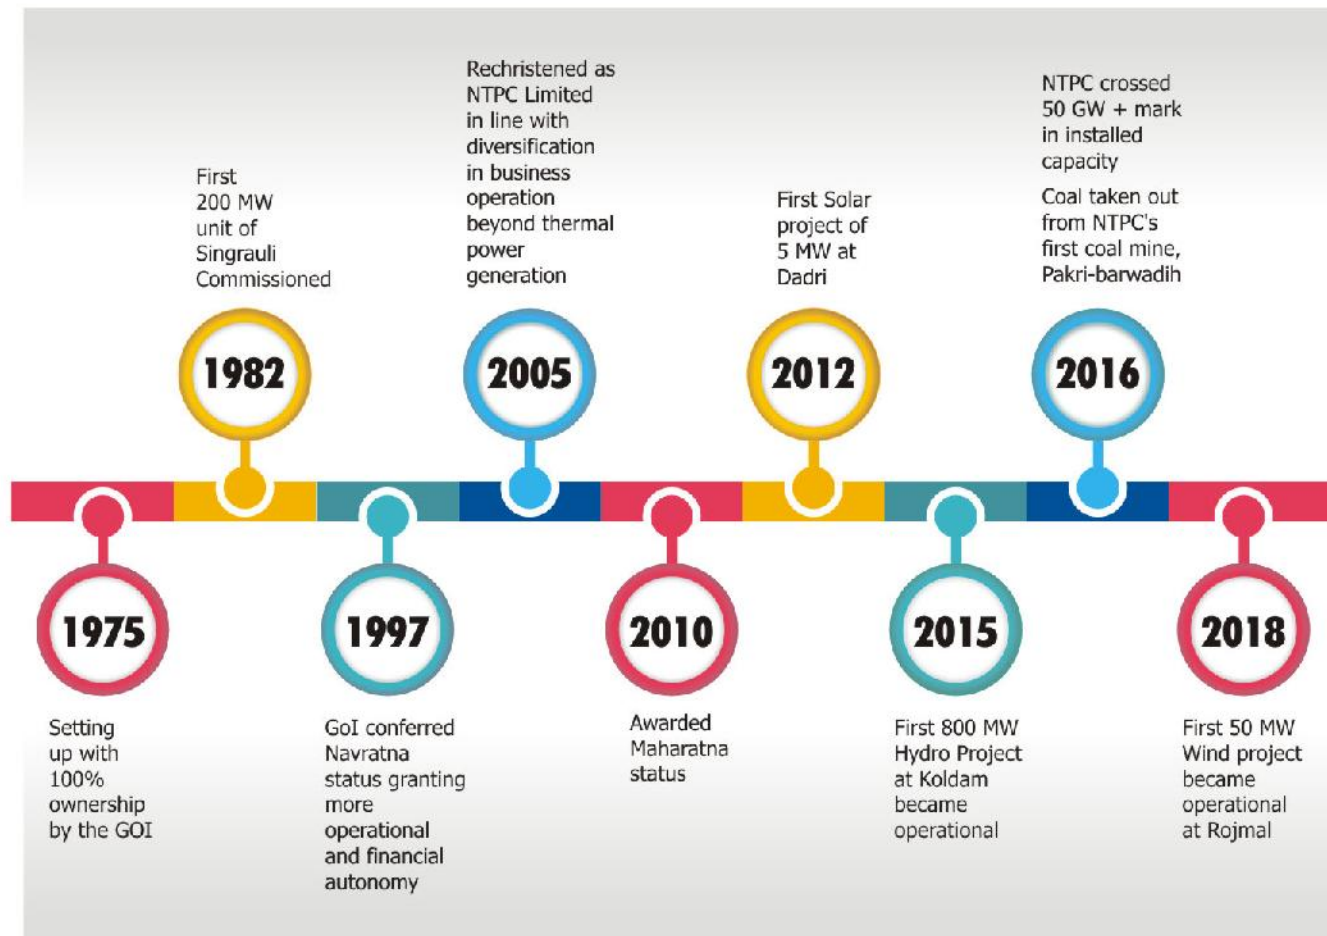 1975
Setting
up with
100%
ownership
by the GOI
First
200 MW
unit of
Singrauli
Commissioned
1982
1997
GoI conferred
Navratna
status granting
more
operational
and financial
autonomy
Rechristened as
NTPC Limited
in line with
diversification
in business
operation
beyond thermal
power
generation
2005
2010
Awarded
Maharatna
status
First Solar
project of
5 MW at
Dadri
2012
2015
First 800 MW
Hydro Project
at Koldam
became
operational
NTPC crossed
50 GW + mark
in installed
capacity
Coal taken out
from NTPC's
first coal mine,
Pakri-barwadih
2016
2018
First 50 MW
Wind project
became
operational
at Rojmal